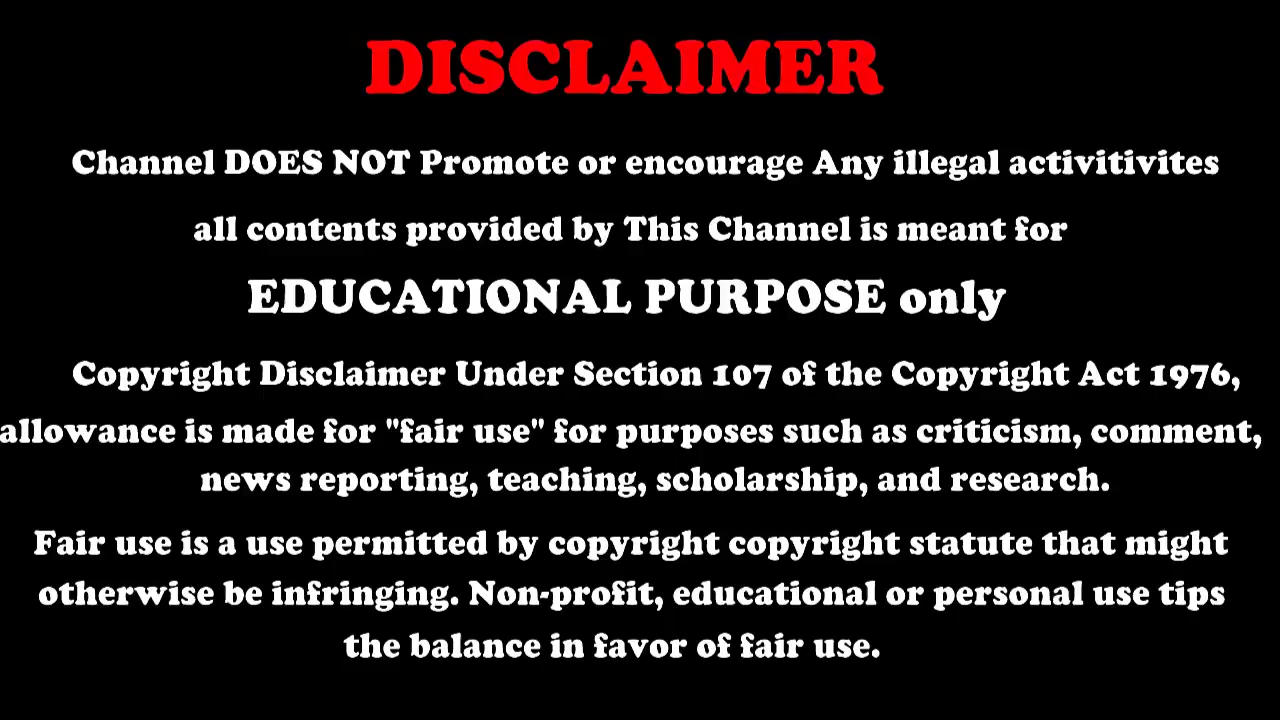 DISCLAIMER
Channel DOES NOT Promote or encourage Any illegal activitivites
all contents provided by This Channel is meant for
EDUCATIONAL PURPOSE only
Copyright Disclaimer Under Section 107 of the Copyright Act 1976,
allowance is made for "fair use" for purposes such as criticism, comment,
news reporting, teaching, scholarship, and research.
Fair use is a use permitted by copyright copyright statute that might
otherwise be infringing. Non-profit, educational or personal use tips
the balance in favor of fair use.